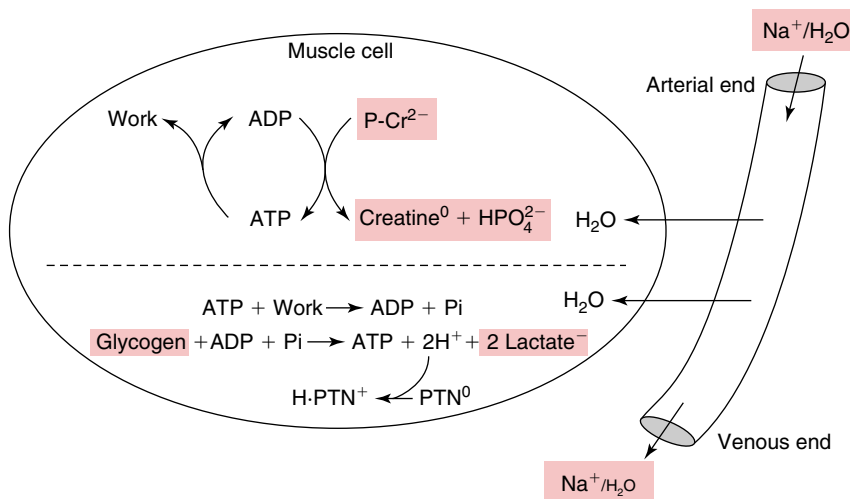 Muscle cell
Na⁺/H₂O
Arterial end
Work
ADP
P-Cr²⁻
ATP
Creatine⁰ + HPO₄²⁻
H₂O
H₂O
ATP + Work → ADP + Pi
Glycogen + ADP + Pi → ATP + 2H⁺ + 2 Lactate⁻
H·PTN⁺ ← PTN⁰
Venous end
Na⁺/H₂O